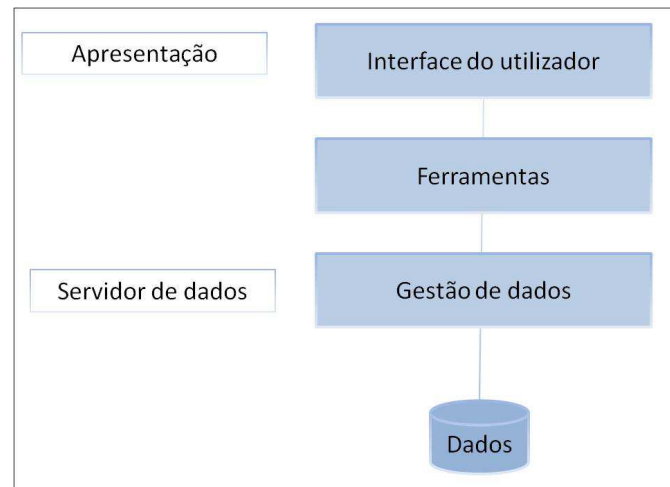 Apresentação
Interface do utilizador
Ferramentas
Servidor de dados
Gestão de dados
Dados